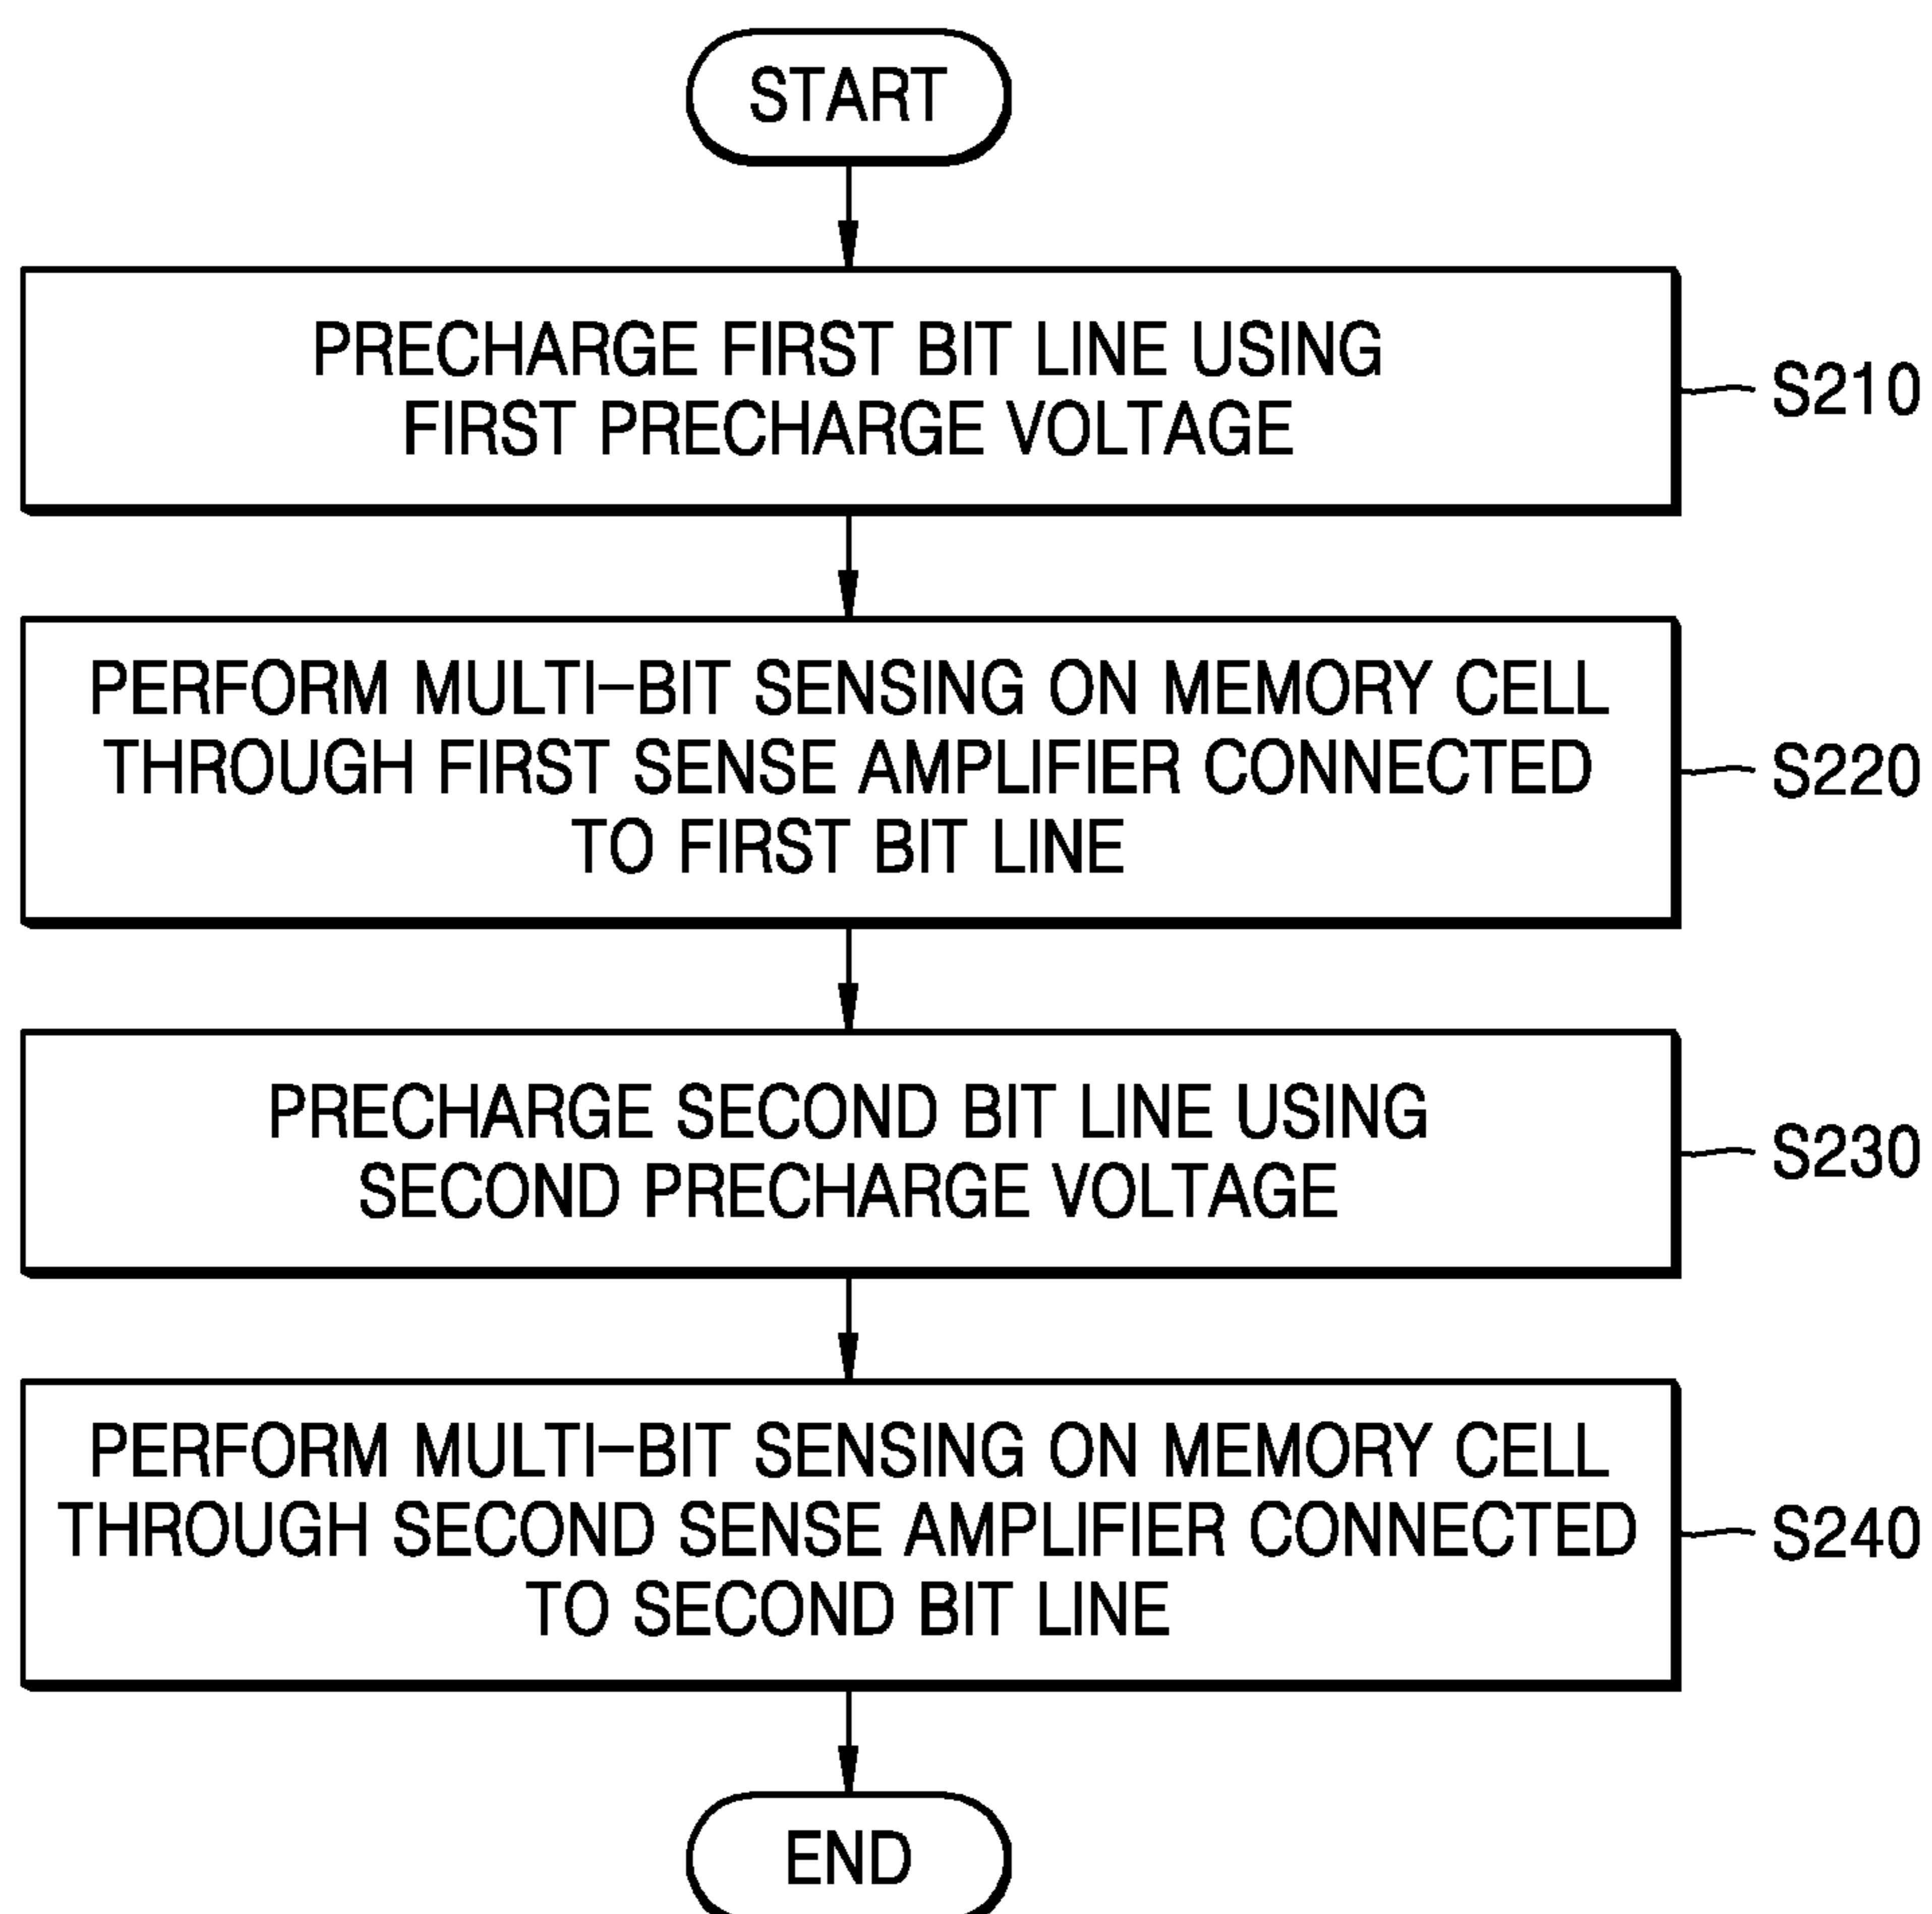 START
PRECHARGE FIRST BIT LINE USING
FIRST PRECHARGE VOLTAGE
S210
PERFORM MULTI-BIT SENSING ON MEMORY CELL
THROUGH FIRST SENSE AMPLIFIER CONNECTED
TO FIRST BIT LINE
S220
PRECHARGE SECOND BIT LINE USING
SECOND PRECHARGE VOLTAGE
S230
PERFORM MULTI-BIT SENSING ON MEMORY CELL
THROUGH SECOND SENSE AMPLIFIER CONNECTED
TO SECOND BIT LINE
S240
END